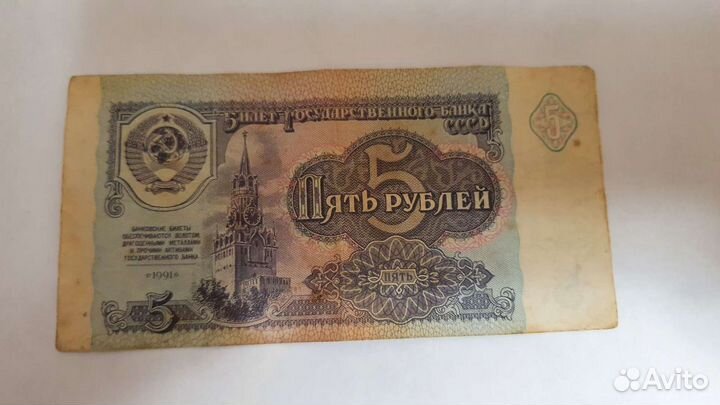 БИЛЕТ ГОСУДАРСТВЕННОГО БАНКА
СССР
5
ПЯТЬ РУБЛЕЙ
5
БАНКОВСКИЕ БИЛЕТЫ
ОБЕСПЕЧИВАЮТСЯ ЗОЛОТОМ,
ДРАГОЦЕННЫМИ МЕТАЛЛАМИ
И ПРОЧИМИ АКТИВАМИ
ГОСУДАРСТВЕННОГО БАНКА
1991
ПЯТЬ
5
5
Avito